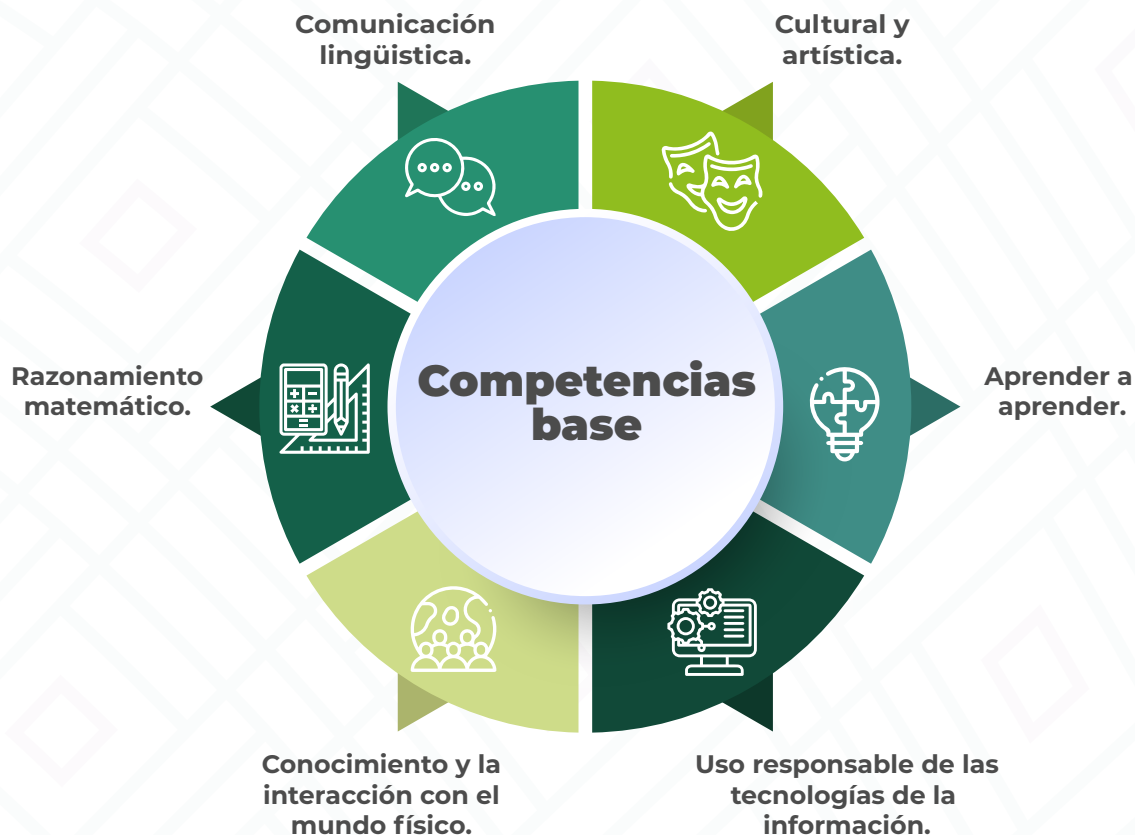 Comunicación
lingüistica.
Cultural y
artística.
Razonamiento
matemático.
Competencias
base
Aprender a
aprender.
Conocimiento y la
interacción con el
mundo físico.
Uso responsable de las
tecnologías de la
información.